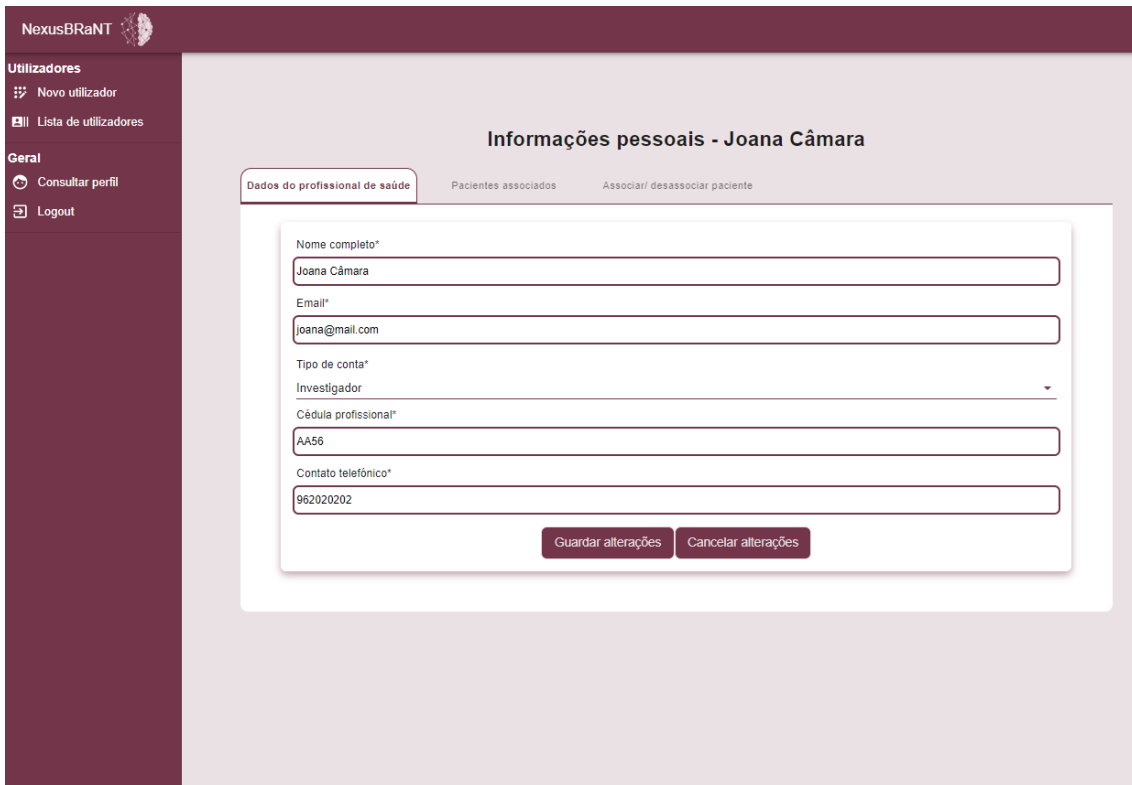 NexusBRaNT
Utilizadores
Novo utilizador
Lista de utilizadores
Geral
Consultar perfil
Logout
Informações pessoais - Joana Câmara
Dados do profissional de saúde
Pacientes associados
Associar/ desassociar paciente
Nome completo*
Joana Câmara
Email*
joana@mail.com
Tipo de conta*
Investigador
Cédula profissional*
AA56
Contato telefónico*
962020202
Guardar alterações
Cancelar alterações